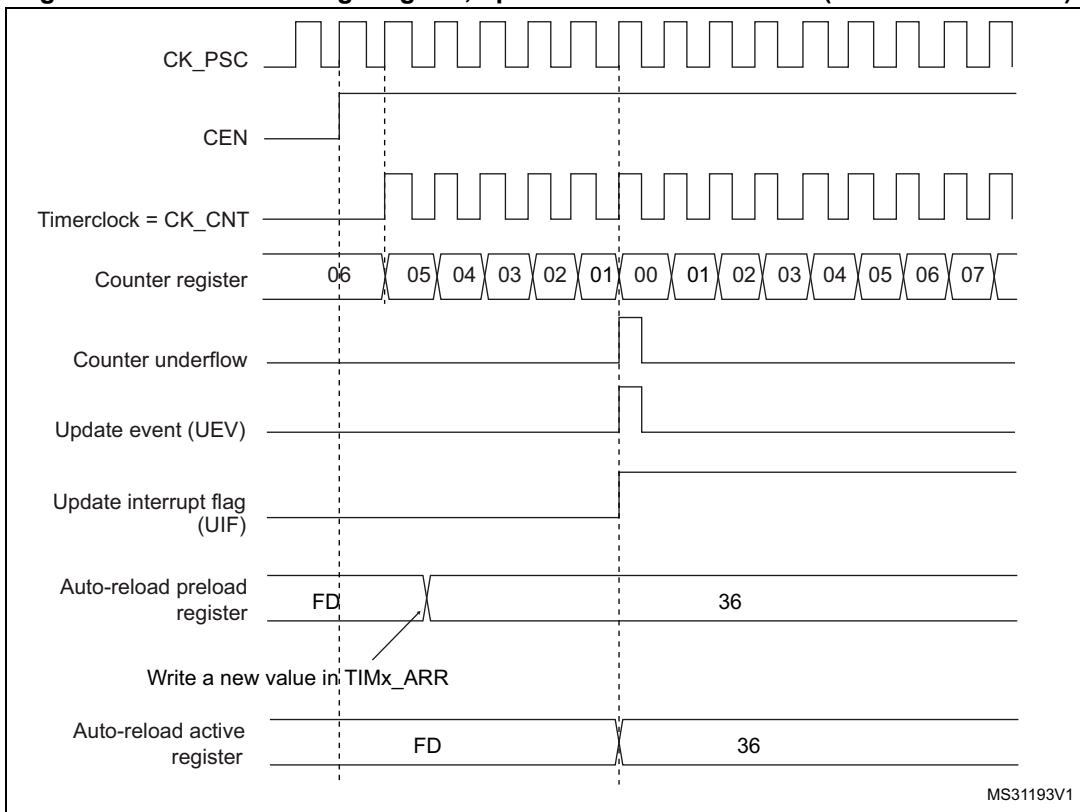 CK_PSC
CEN
Timerclock = CK_CNT
Counter register
06 05 04 03 02 01 00 01 02 03 04 05 06 07
Counter underflow
Update event (UEV)
Update interrupt flag
(UIF)
Auto-reload preload
register
FD 36
Write a new value in TIMx_ARR
Auto-reload active
register
FD 36
MS31193V1